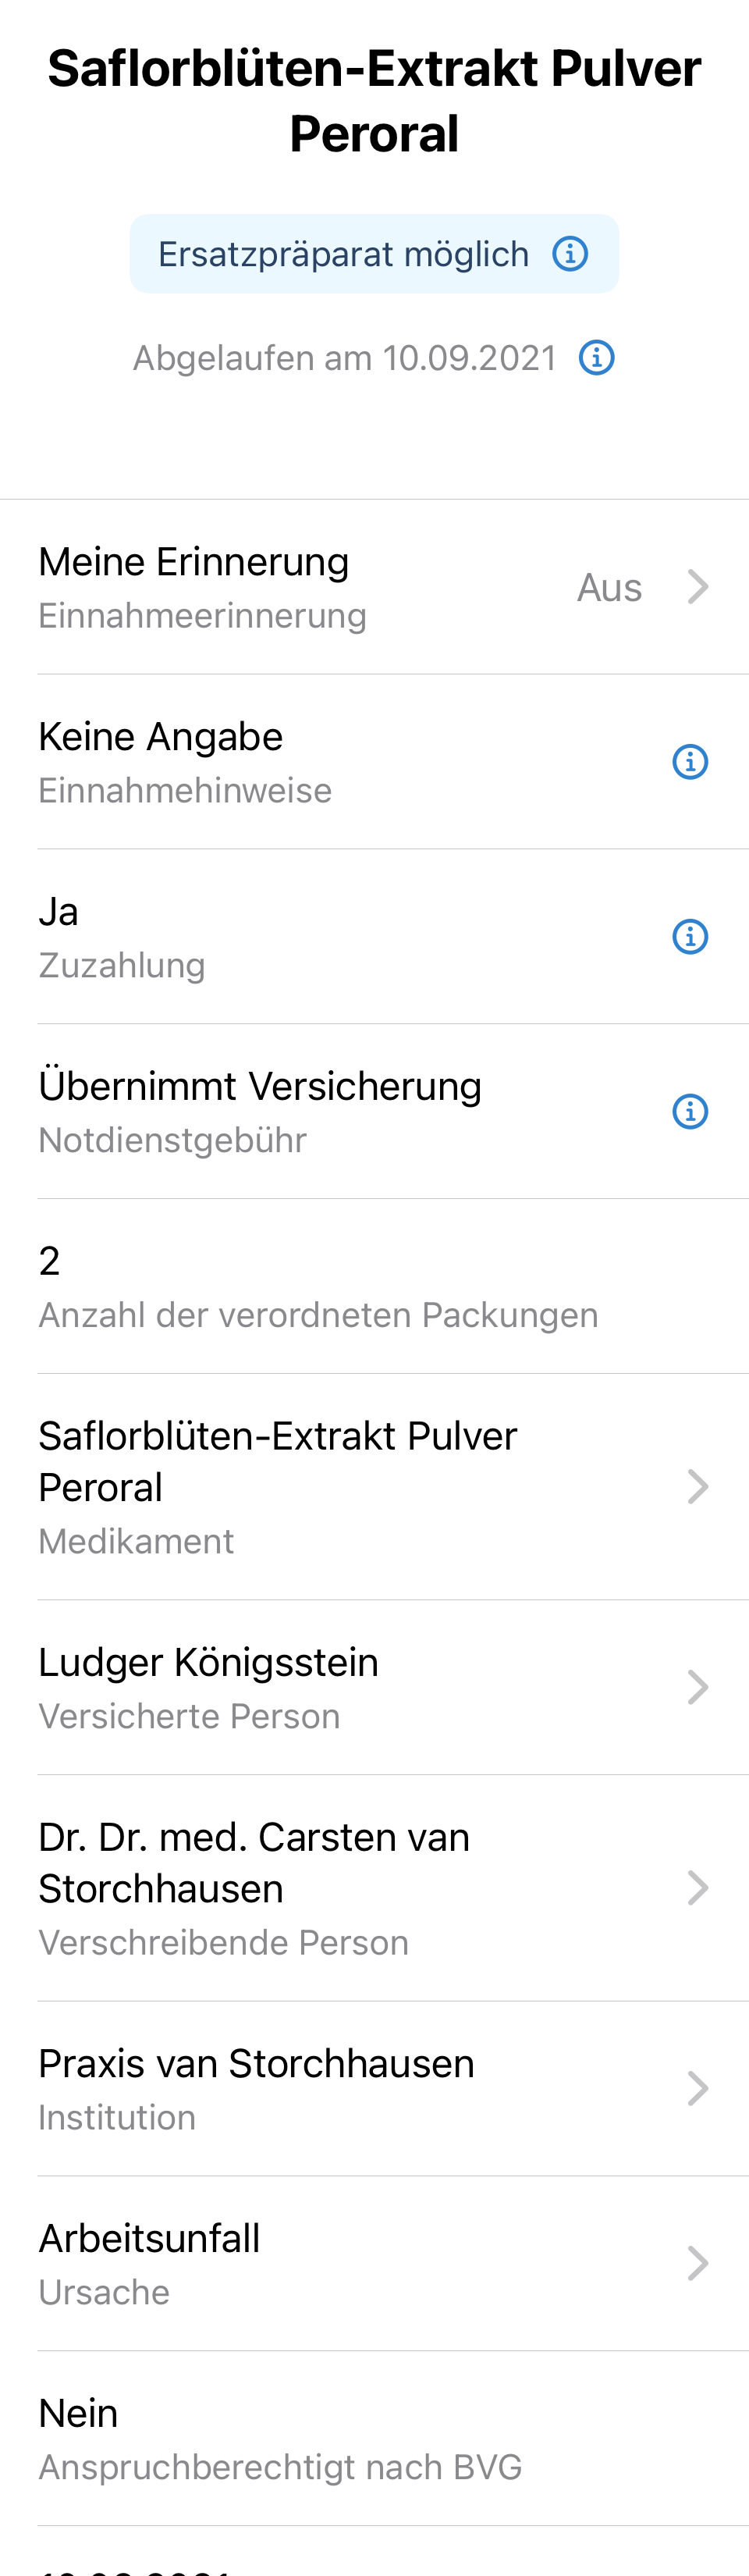 Saflorblüten-Extrakt Pulver
Peroral
Ersatzpräparat möglich
Abgelaufen am 10.09.2021
Meine Erinnerung
Einnahmeerinnerung
Aus
Keine Angabe
Einnahmehinweise
Ja
Zuzahlung
Übernimmt Versicherung
Notdienstgebühr
2
Anzahl der verordneten Packungen
Saflorblüten-Extrakt Pulver
Peroral
Medikament
Ludger Königsstein
Versicherte Person
Dr. Dr. med. Carsten van
Storchhausen
Verschreibende Person
Praxis van Storchhausen
Institution
Arbeitsunfall
Ursache
Nein
Anspruchberechtigt nach BVG